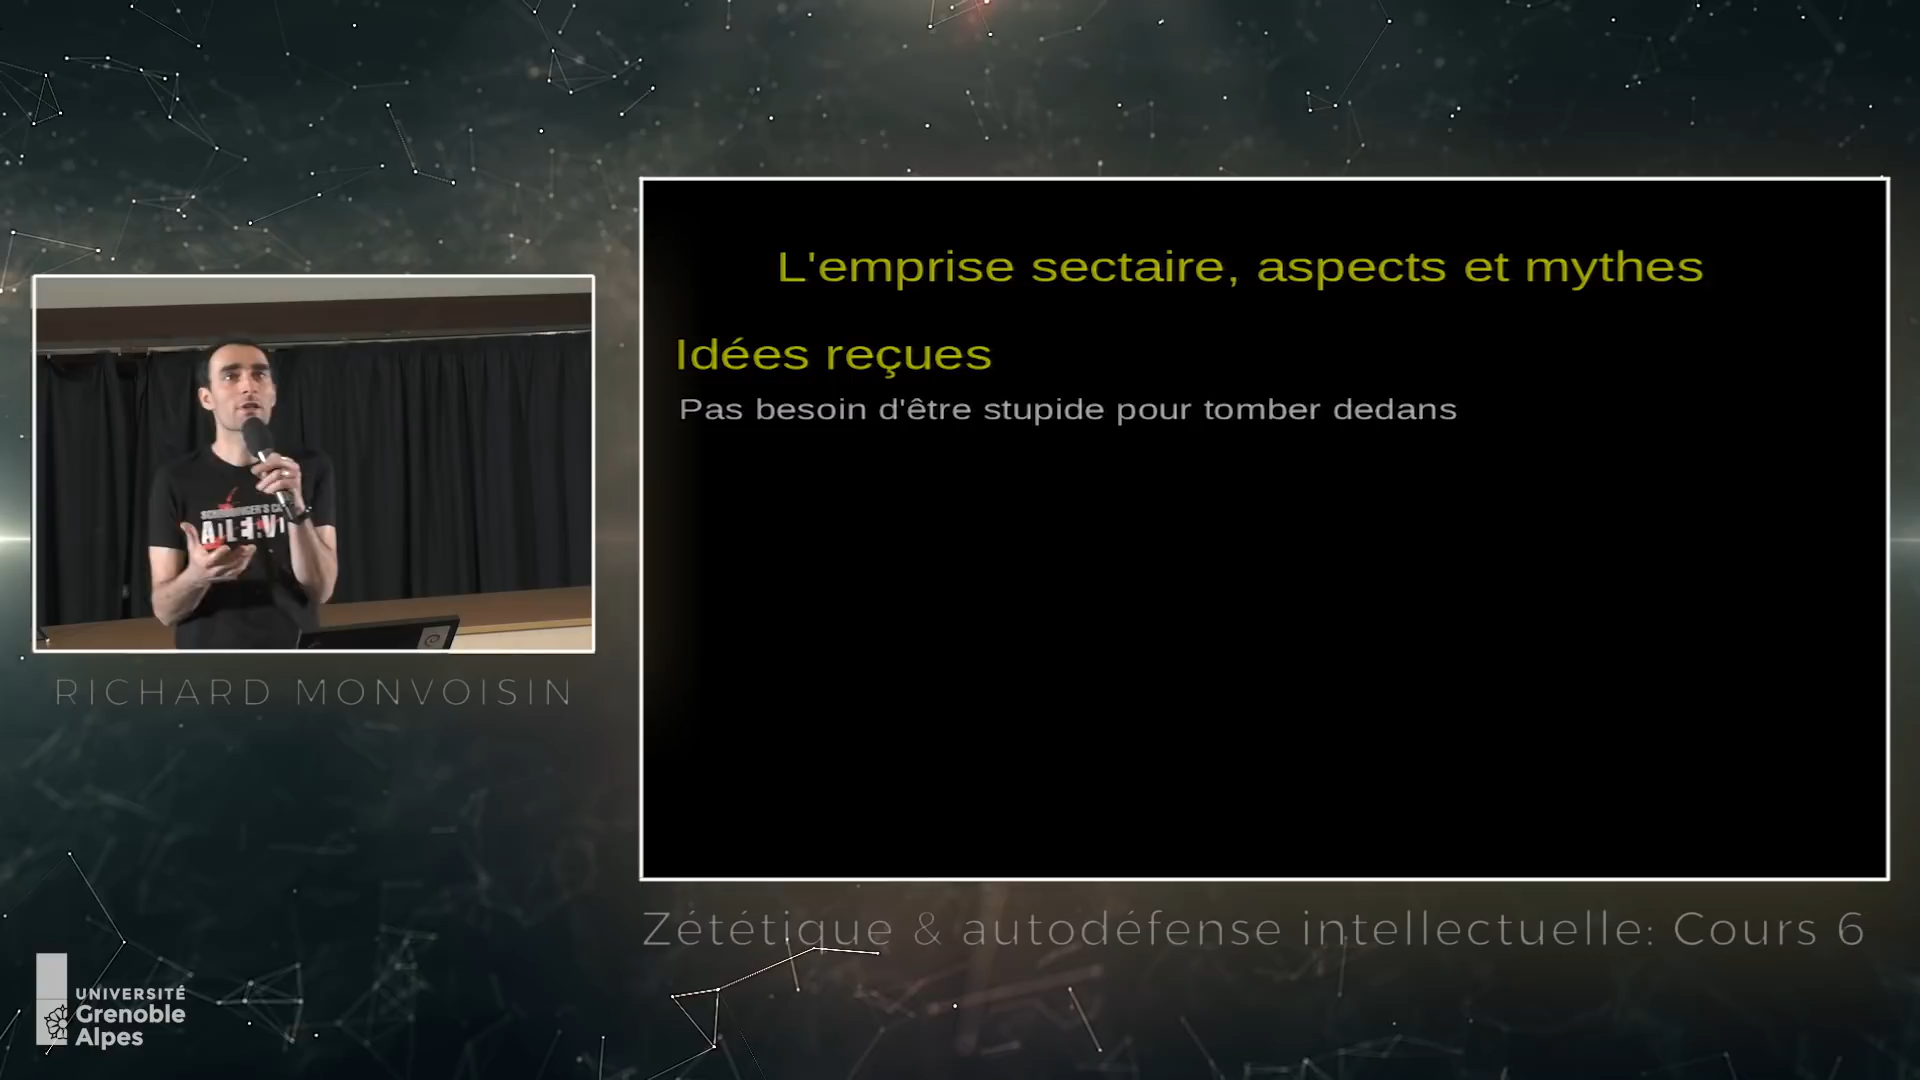 L'emprise sectaire, aspects et mythes
Idées reçues
Pas besoin d'être stupide pour tomber dedans
RICHARD MONVOISIN
Zététique & autodéfense intellectuelle: Cours 6
UNIVERSITÉ
Grenoble
Alpes